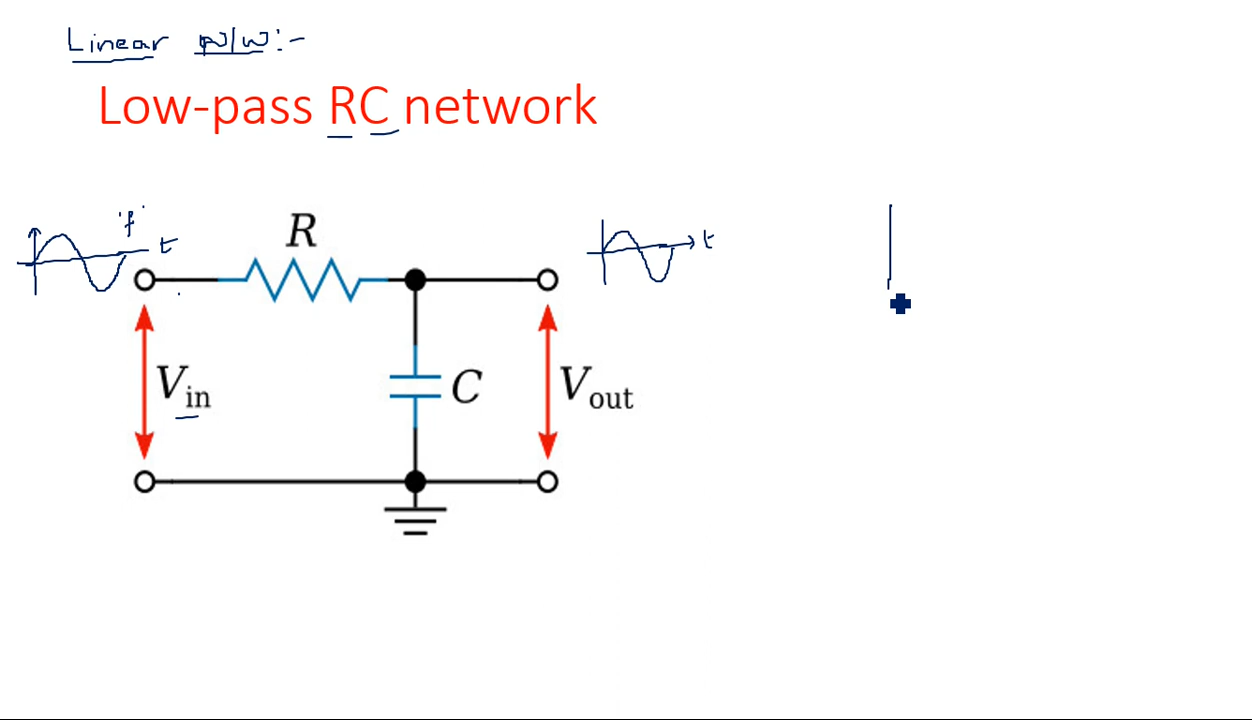 Linear N/W:-
Low-pass RC network
'f'
t
R
t
Vin
C
Vout